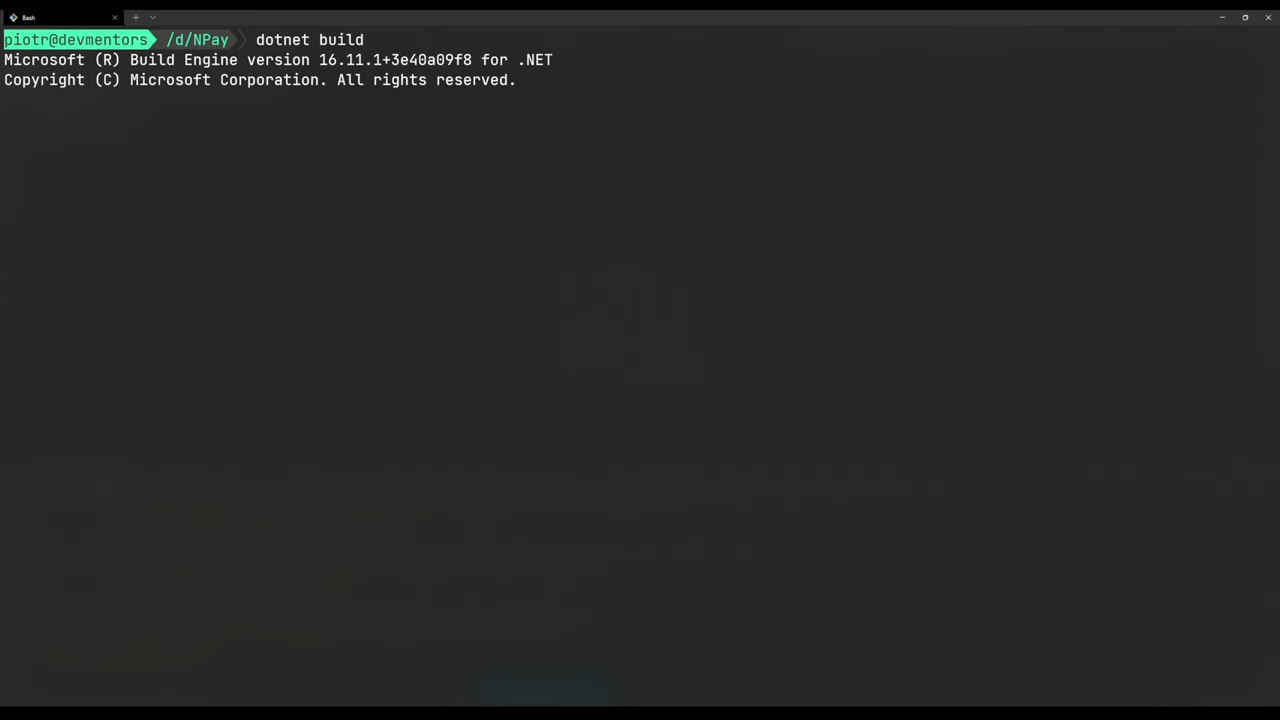 Bash
piotr@devmentors /d/NPay dotnet build
Microsoft (R) Build Engine version 16.11.1+3e40a09f8 for .NET
Copyright (C) Microsoft Corporation. All rights reserved.